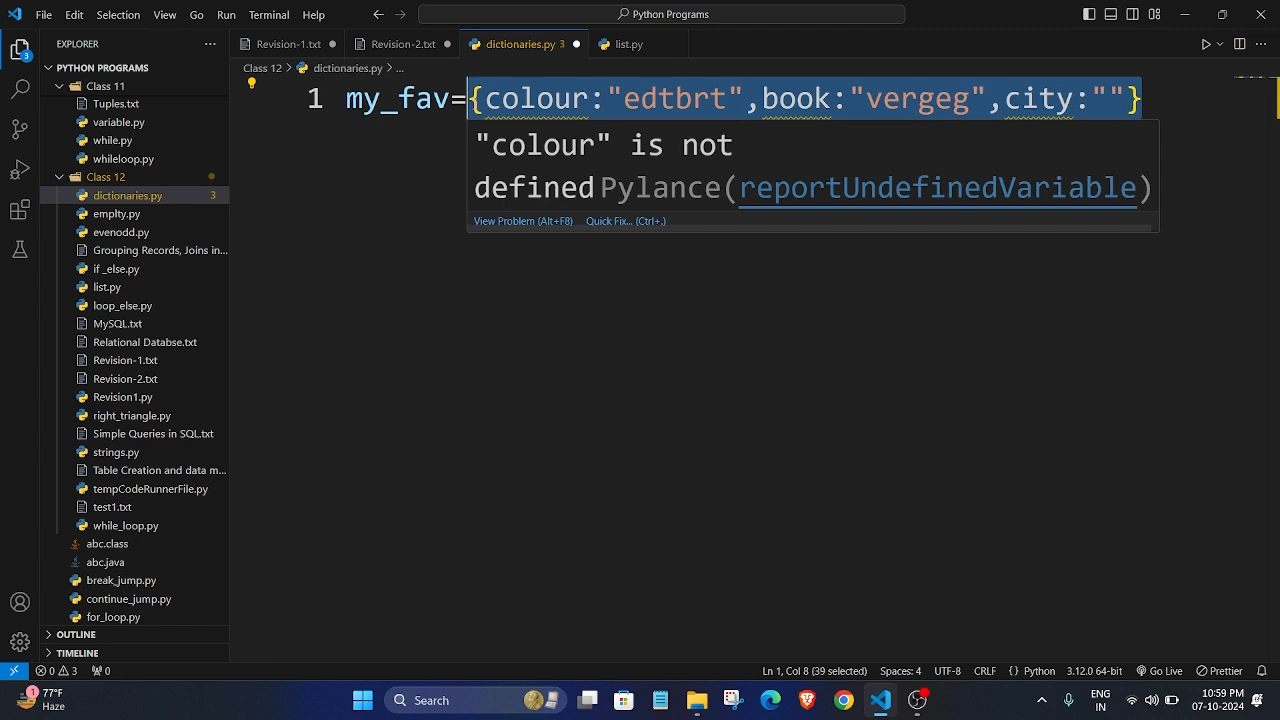 File Edit Selection View Go Run Terminal Help
Python Programs
EXPLORER
Revision-1.txt
Revision-2.txt
dictionaries.py 3
list.py
3
PYTHON PROGRAMS
Class 12 > dictionaries.py > ...
Class 11
Tuples.txt
variable.py
while.py
whileloop.py
Class 12
dictionaries.py 3
emplty.py
evenodd.py
Grouping Records, Joins in...
if _else.py
list.py
loop_else.py
MySQL.txt
Relational Databse.txt
Revision-1.txt
Revision-2.txt
Revision1.py
right_triangle.py
Simple Queries in SQL.txt
strings.py
Table Creation and data m...
tempCodeRunnerFile.py
test1.txt
while_loop.py
abc.class
abc.java
break_jump.py
continue_jump.py
for_loop.py
OUTLINE
TIMELINE
1 my_fav={colour:"edtbrt",book:"vergeg",city:""}
"colour" is not
defined Pylance(reportUndefinedVariable)
View Problem (Alt+F8) Quick Fix... (Ctrl+.)
0 3 0
Ln 1, Col 8 (39 selected) Spaces: 4 UTF-8 CRLF {} Python 3.12.0 64-bit Go Live Prettier
1
77°F
Haze
Search
ENG
IN
10:59 PM
07-10-2024